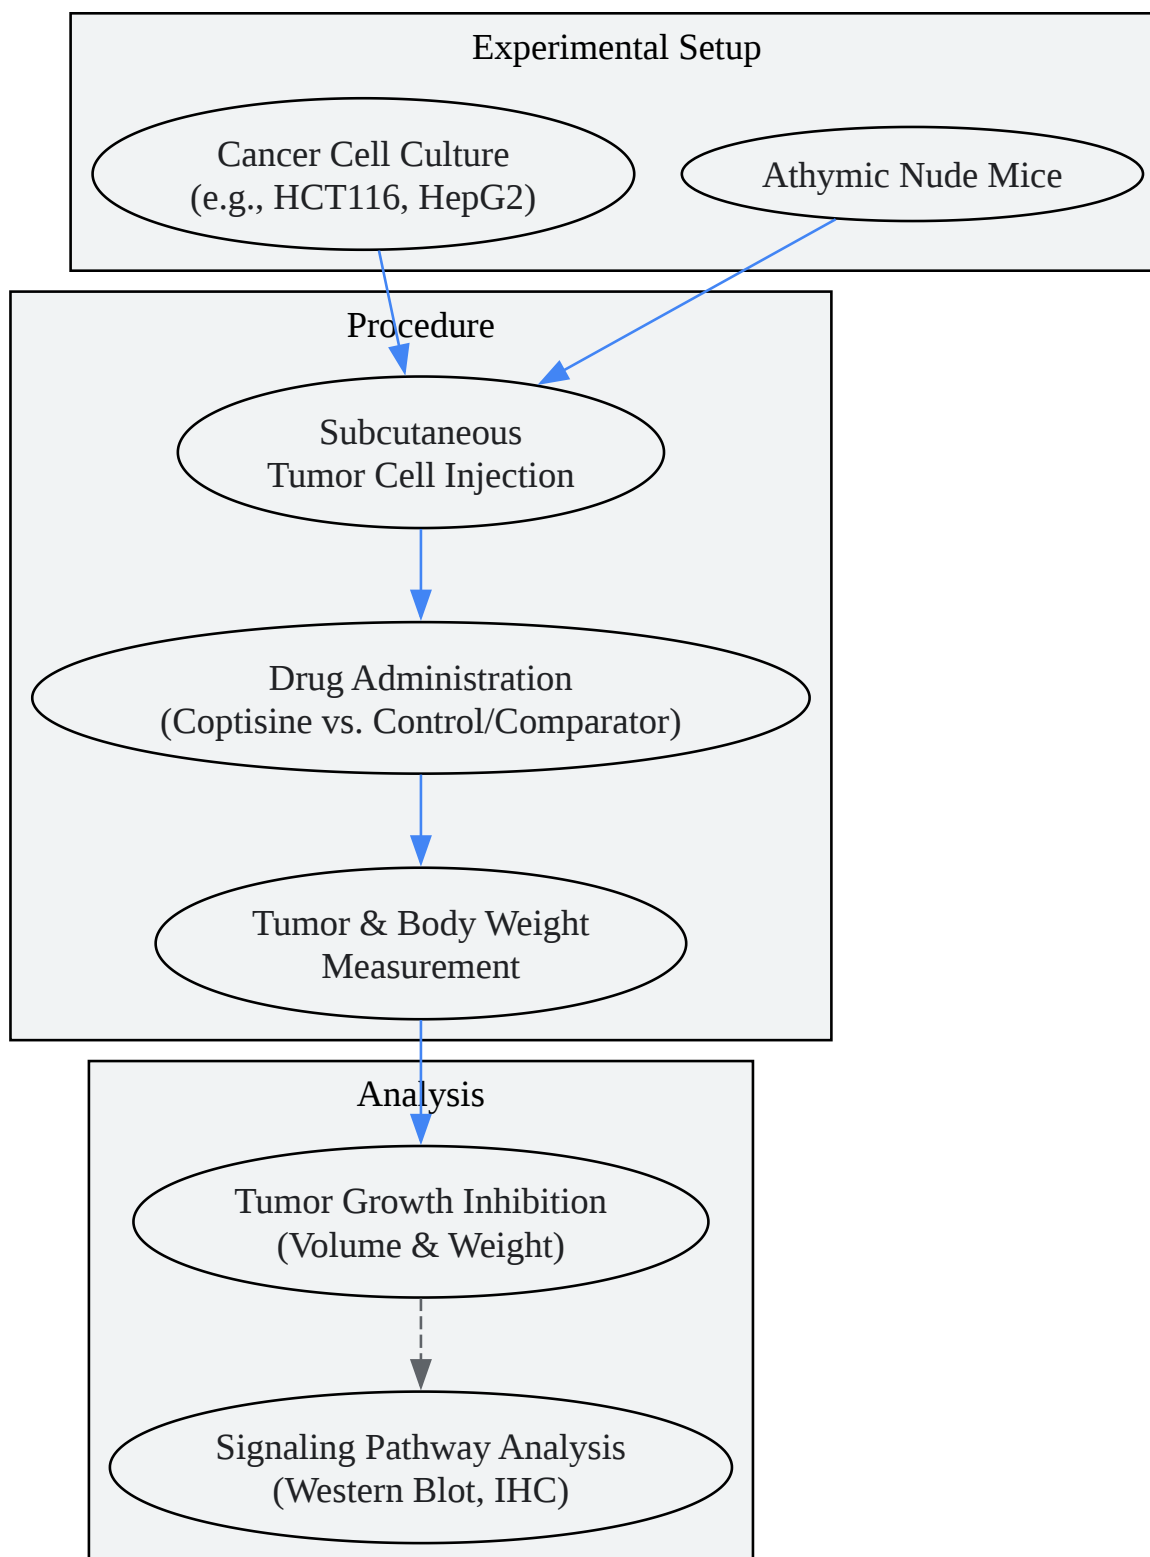 Experimental Setup
Cancer Cell Culture
(e.g., HCT116, HepG2)
Athymic Nude Mice
Procedure
Subcutaneous
Tumor Cell Injection
Drug Administration
(Coptisine vs. Control/Comparator)
Tumor & Body Weight
Measurement
Analysis
Tumor Growth Inhibition
(Volume & Weight)
Signaling Pathway Analysis
(Western Blot, IHC)